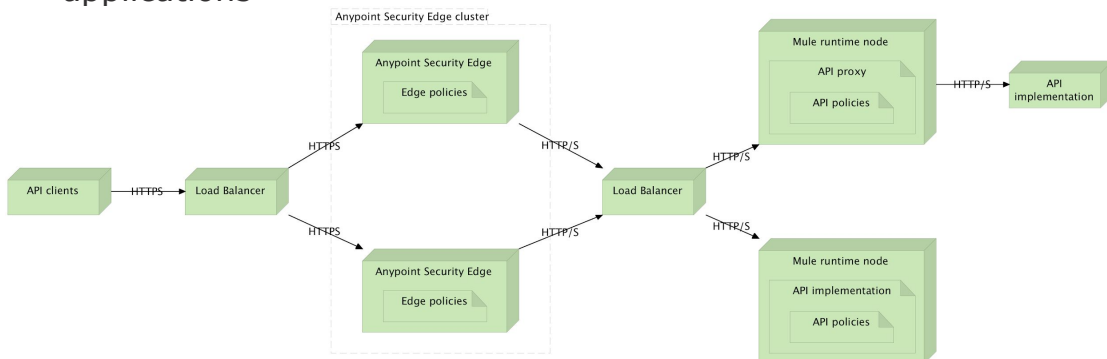 applications
Anypoint Security Edge cluster
Anypoint Security Edge
Edge policies
Mule runtime node
API proxy
API policies
HTTP/S
API
implementation
HTTPS
HTTP/S
HTTP/S
API clients
HTTPS
Load Balancer
Load Balancer
HTTPS
HTTP/S
HTTP/S
Anypoint Security Edge
Edge policies
Mule runtime node
API implementation
API policies